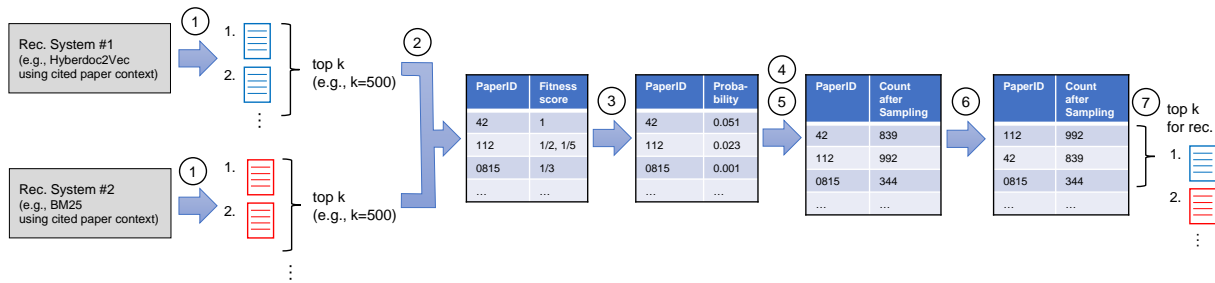 1
Rec. System #1
(e.g., Hyberdoc2Vec
using cited paper context)
1.
2.
⋮
top k
(e.g., k=500)
1
Rec. System #2
(e.g., BM25
using cited paper context)
1.
2.
⋮
top k
(e.g., k=500)
2
PaperID Fitness score
42 1
112 1/2, 1/5
0815 1/3
… …
3
PaperID Proba-bility
42 0.051
112 0.023
0815 0.001
… …
4
5
PaperID Count after Sampling
42 839
112 992
0815 344
… …
6
PaperID Count after Sampling
112 992
42 839
0815 344
… …
7
top k
for rec.
1.
2.
⋮